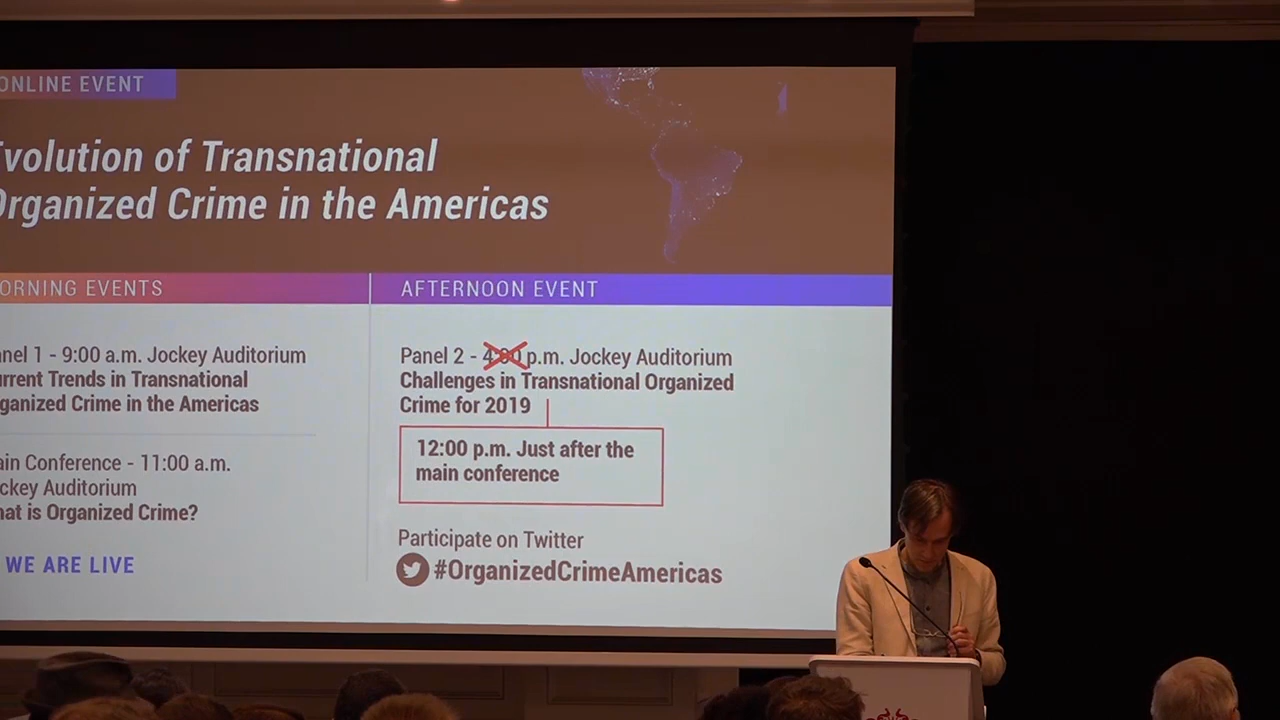 ONLINE EVENT
volution of Transnational
Organized Crime in the Americas
ORNING EVENTS
anel 1 - 9:00 a.m. Jockey Auditorium
urrent Trends in Transnational
ganized Crime in the Americas
ain Conference - 11:00 a.m.
ckey Auditorium
hat is Organized Crime?
WE ARE LIVE
AFTERNOON EVENT
Panel 2 - 4:00 p.m. Jockey Auditorium
Challenges in Transnational Organized
Crime for 2019
12:00 p.m. Just after the
main conference
Participate on Twitter
#OrganizedCrimeAmericas